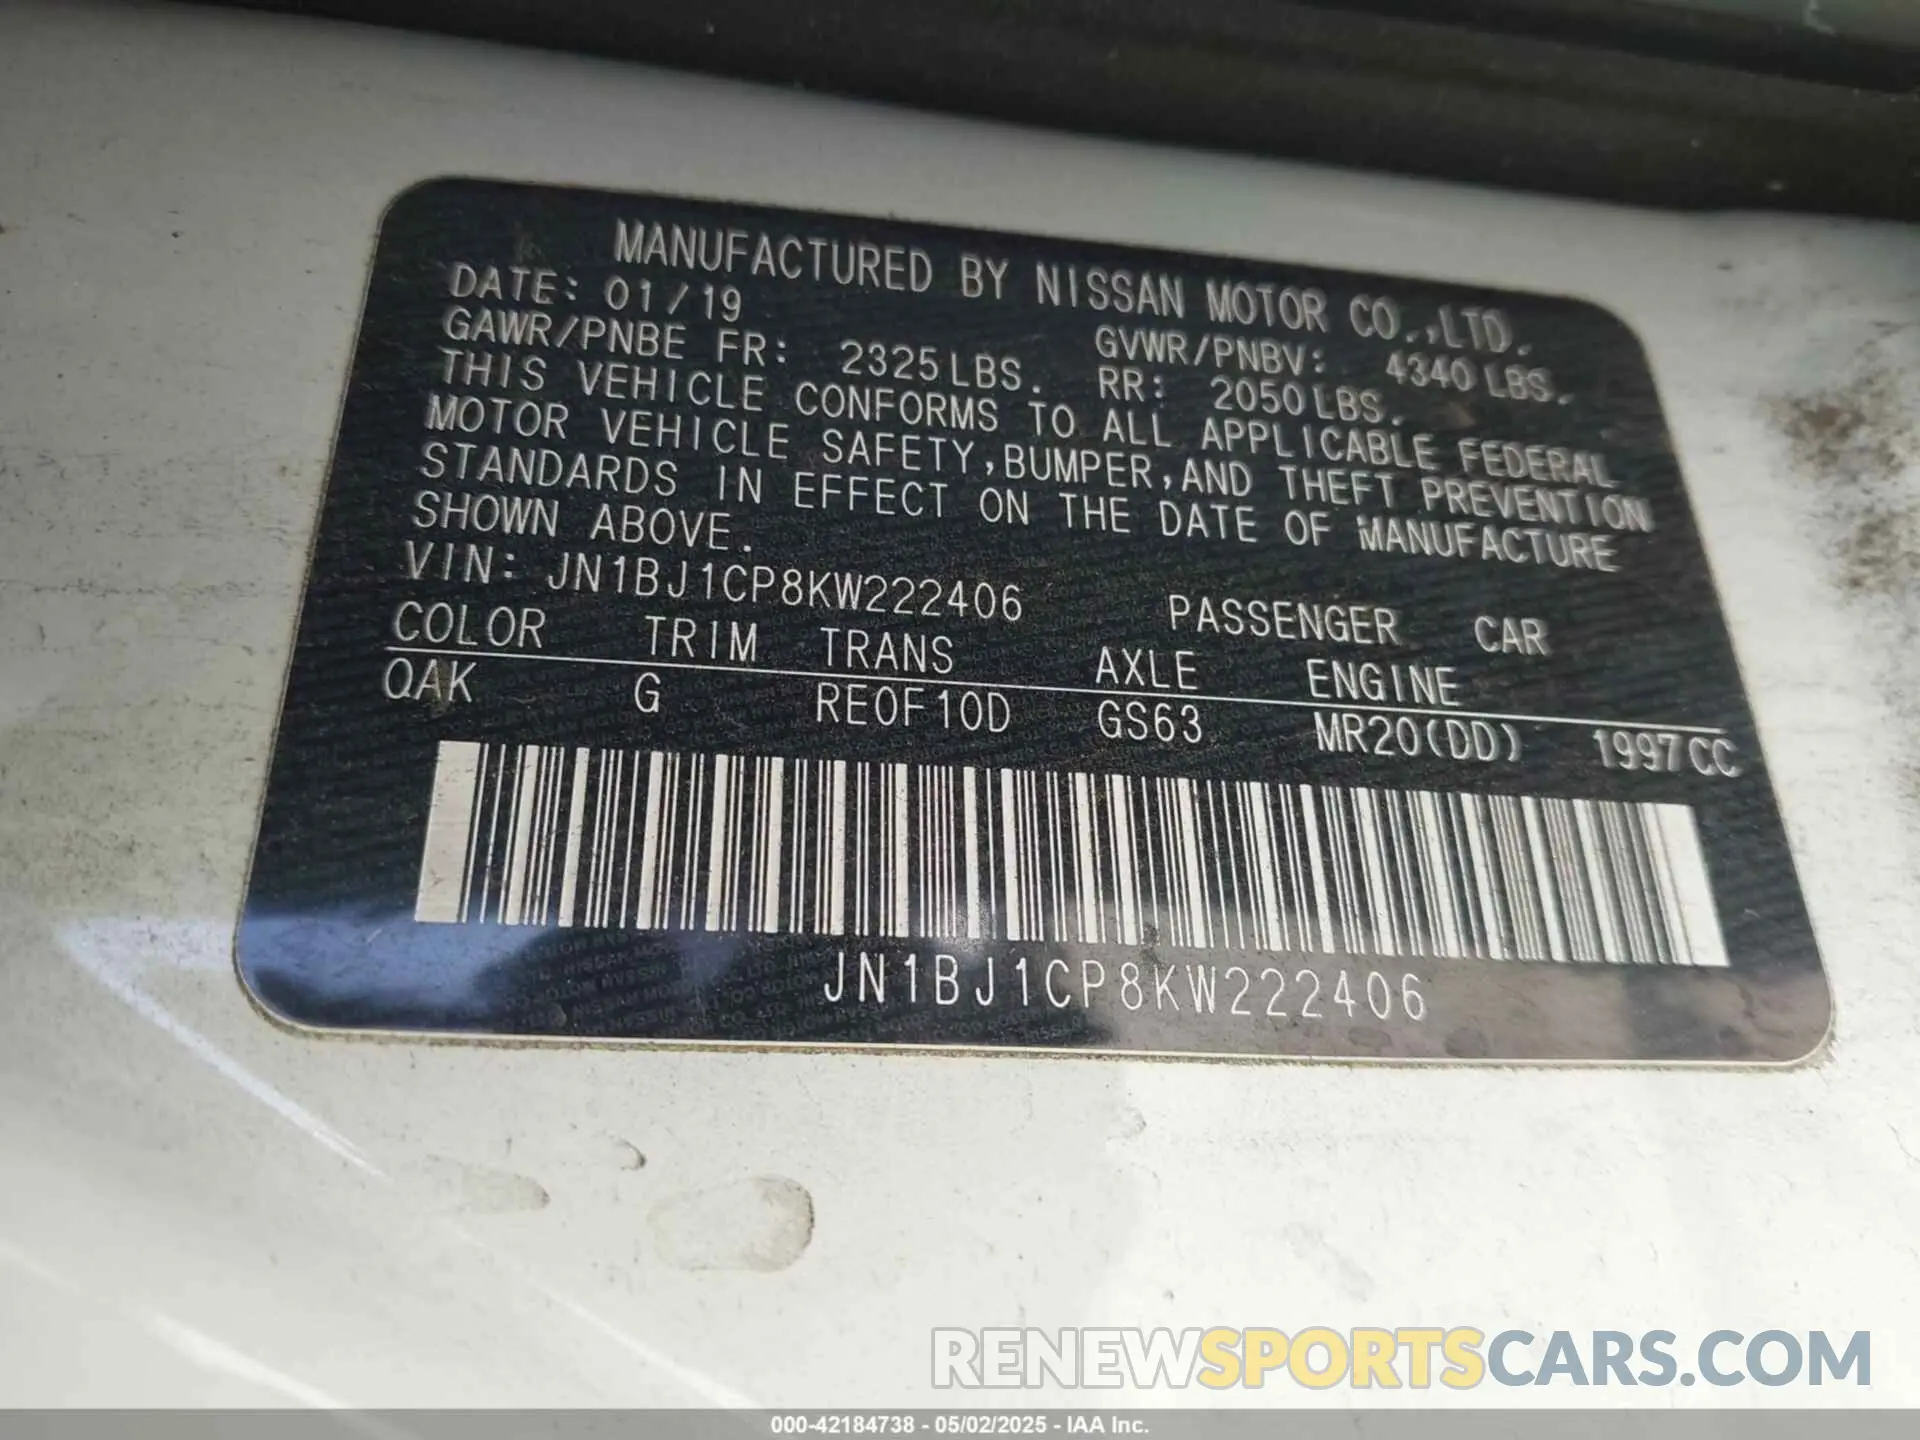 MANUFACTURED BY NISSAN MOTOR CO.,LTD.
DATE: 01/19 GVWR/PNBV: 4340 LBS.
GAWR/PNBE FR: 2325 LBS. RR: 2050 LBS.
THIS VEHICLE CONFORMS TO ALL APPLICABLE FEDERAL
MOTOR VEHICLE SAFETY,BUMPER,AND THEFT PREVENTION
STANDARDS IN EFFECT ON THE DATE OF MANUFACTURE
SHOWN ABOVE.
VIN: JN1BJ1CP8KW222406 PASSENGER CAR
COLOR TRIM TRANS AXLE ENGINE
QAK G RE0F10D GS63 MR20(DD) 1997CC
JN1BJ1CP8KW222406
RENEWSPORTSCARS.COM
000-42184738 - 05/02/2025 - IAA Inc.